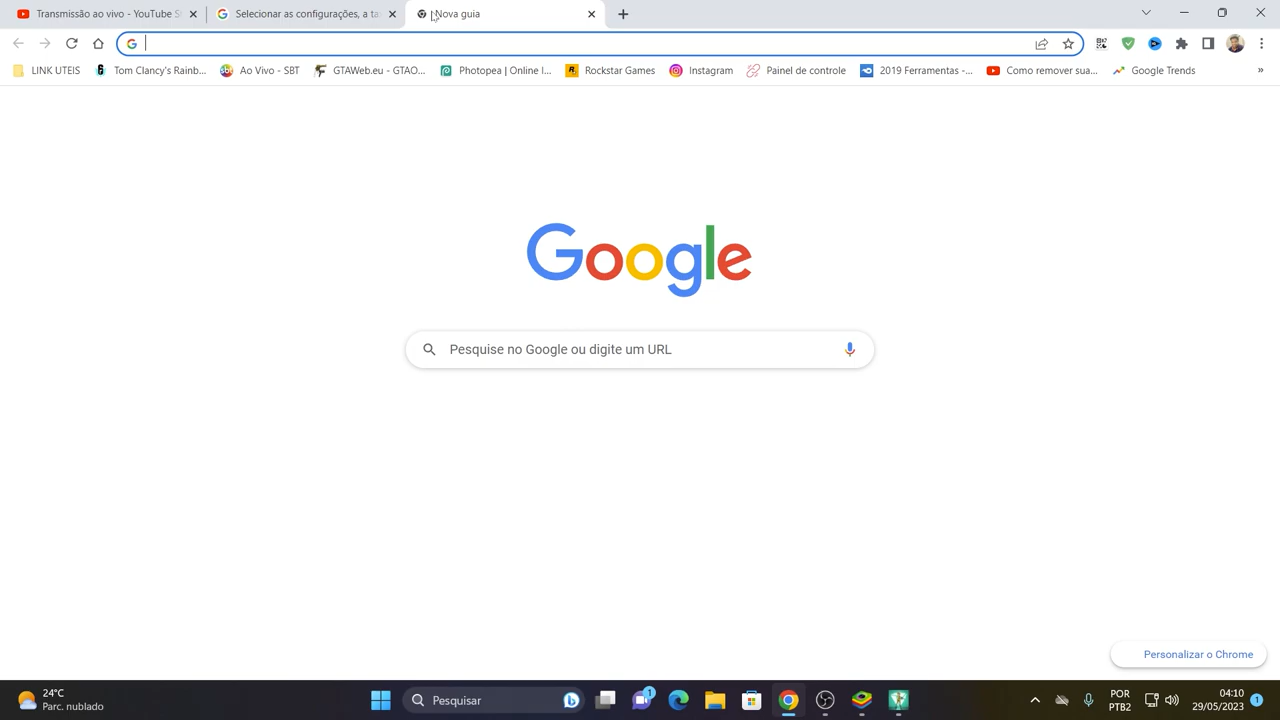 Transmissão ao vivo - YouTube S
Selecionar as configurações, a ta
Nova guia
LINK UTEIS
Tom Clancy's Rainb...
Ao Vivo - SBT
GTAWeb.eu - GTAO...
Photopea | Online I...
Rockstar Games
Instagram
Painel de controle
2019 Ferramentas -...
Como remover sua...
Google Trends
Google
Pesquise no Google ou digite um URL
Personalizar o Chrome
24°C
Parc. nublado
Pesquisar
1
POR
PTB2
04:10
29/05/2023
1